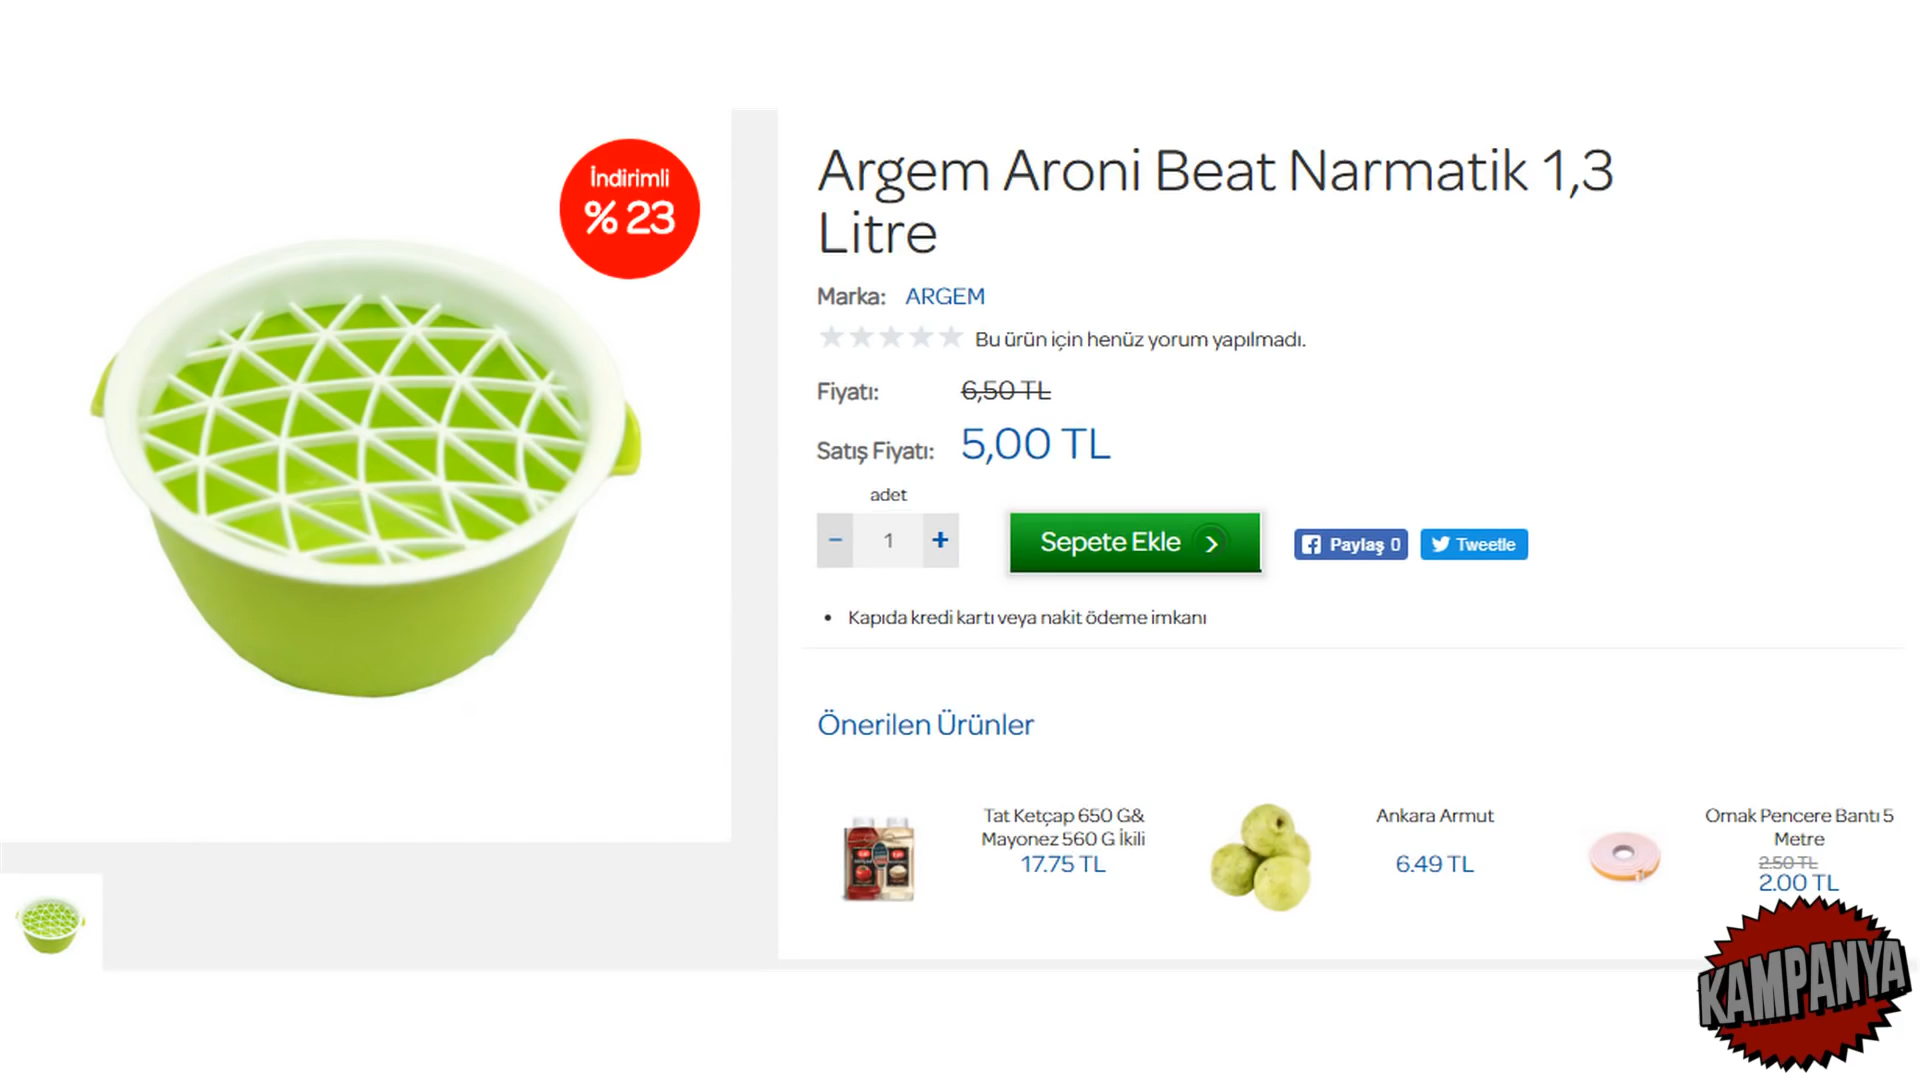 İndirimli
% 23
Argem Aroni Beat Narmatik 1,3
Litre
Marka: ARGEM
Bu ürün için henüz yorum yapılmadı.
Fiyatı: 6,50 TL
Satış Fiyatı: 5,00 TL
adet
− 1 +
Sepete Ekle
Paylaş 0
Tweetle
• Kapıda kredi kartı veya nakit ödeme imkanı
Önerilen Ürünler
Tat Ketçap 650 G&
Mayonez 560 G İkili
17.75 TL
Ankara Armut
6.49 TL
Omak Pencere Bantı 5
Metre
2.50 TL
2.00 TL
KAMPANYA